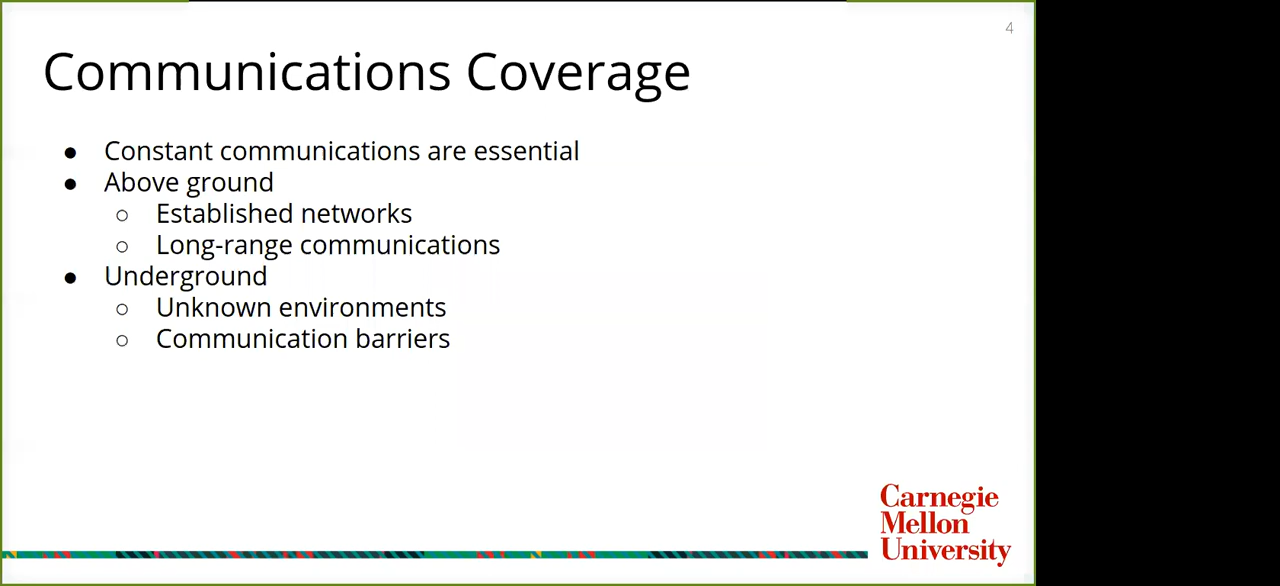 4
Communications Coverage
● Constant communications are essential
● Above ground
○ Established networks
○ Long-range communications
● Underground
○ Unknown environments
○ Communication barriers
Carnegie
Mellon
University